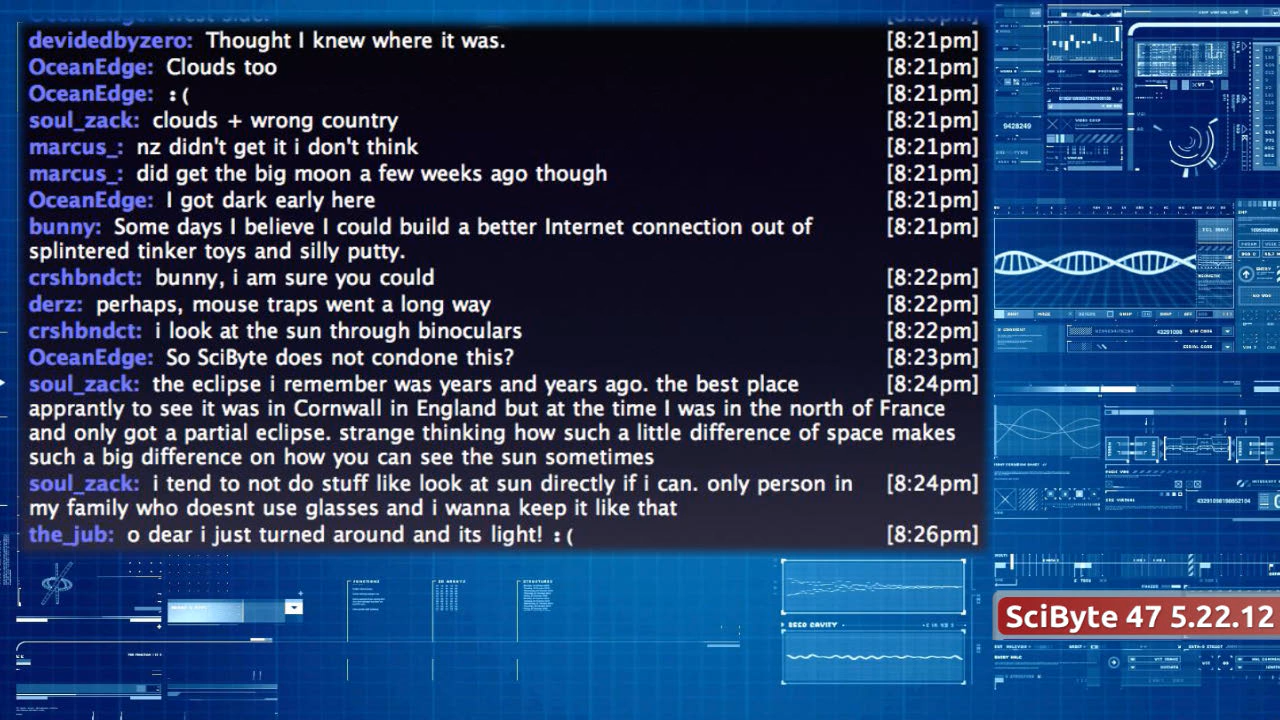 devidedbyzero: Thought I knew where it was. [8:21pm]
OceanEdge: Clouds too [8:21pm]
OceanEdge: :( [8:21pm]
soul_zack: clouds + wrong country [8:21pm]
marcus_: nz didn't get it i don't think [8:21pm]
marcus_: did get the big moon a few weeks ago though [8:21pm]
OceanEdge: I got dark early here [8:21pm]
bunny: Some days I believe I could build a better Internet connection out of [8:21pm]
splintered tinker toys and silly putty.
crshbndct: bunny, i am sure you could [8:22pm]
derz: perhaps, mouse traps went a long way [8:22pm]
crshbndct: i look at the sun through binoculars [8:22pm]
OceanEdge: So SciByte does not condone this? [8:23pm]
soul_zack: the eclipse i remember was years and years ago. the best place [8:24pm]
apprantly to see it was in Cornwall in England but at the time I was in the north of France
and only got a partial eclipse. strange thinking how such a little difference of space makes
such a big difference on how you can see the sun sometimes
soul_zack: i tend to not do stuff like look at sun directly if i can. only person in [8:24pm]
my family who doesnt use glasses and i wanna keep it like that
the_jub: o dear i just turned around and its light! :( [8:26pm]
9428249
SciByte 47 5.22.12